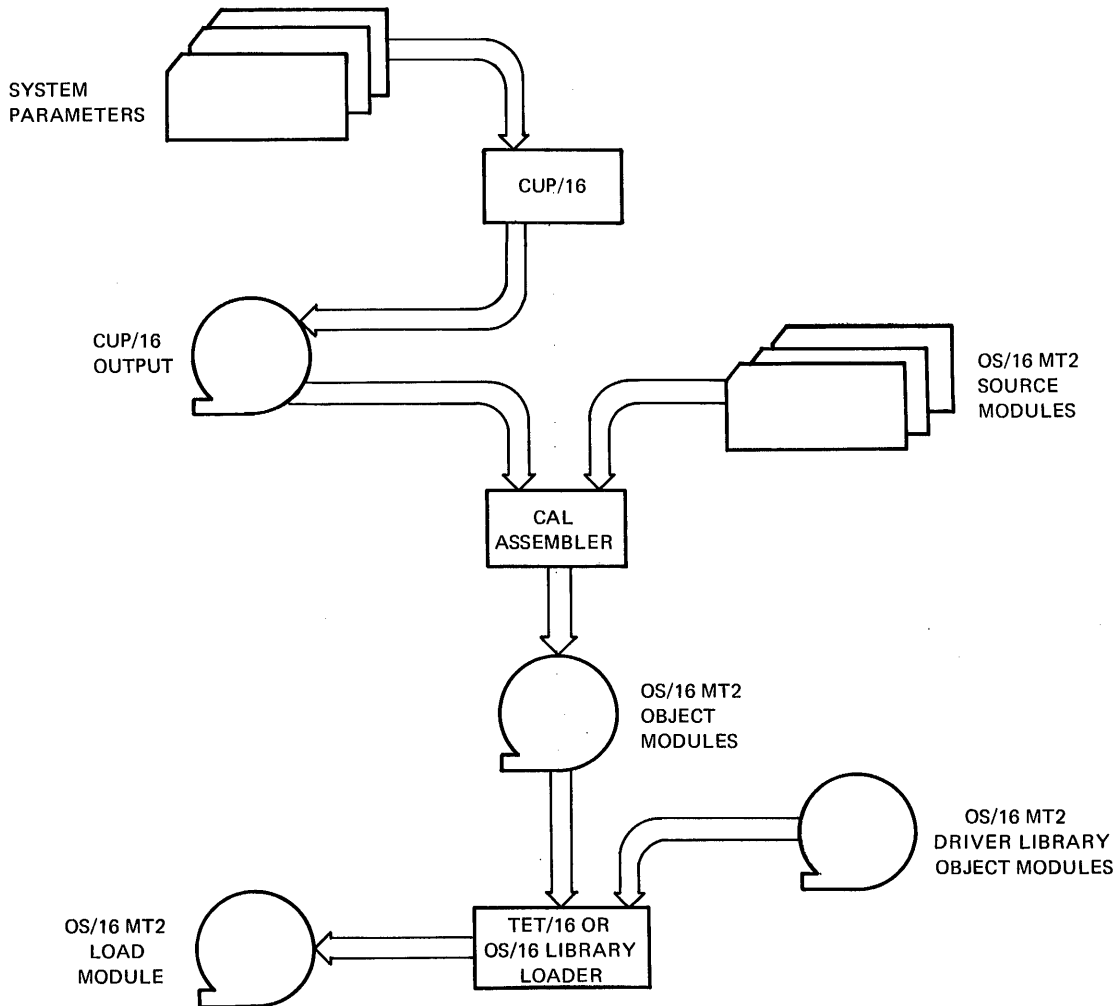 SYSTEM
PARAMETERS
CUP/16
CUP/16
OUTPUT
OS/16 MT2
SOURCE
MODULES
CAL
ASSEMBLER
OS/16 MT2
OBJECT
MODULES
OS/16 MT2
DRIVER LIBRARY
OBJECT MODULES
OS/16 MT2
LOAD
MODULE
TET/16 OR
OS/16 LIBRARY
LOADER